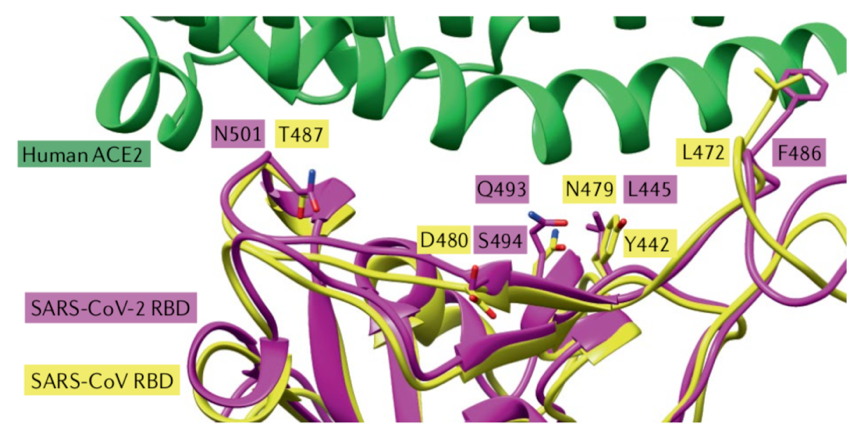 N501 T487
Human ACE2
L472 F486
Q493 N479 L445
D480 S494 Y442
SARS-CoV-2 RBD
SARS-CoV RBD